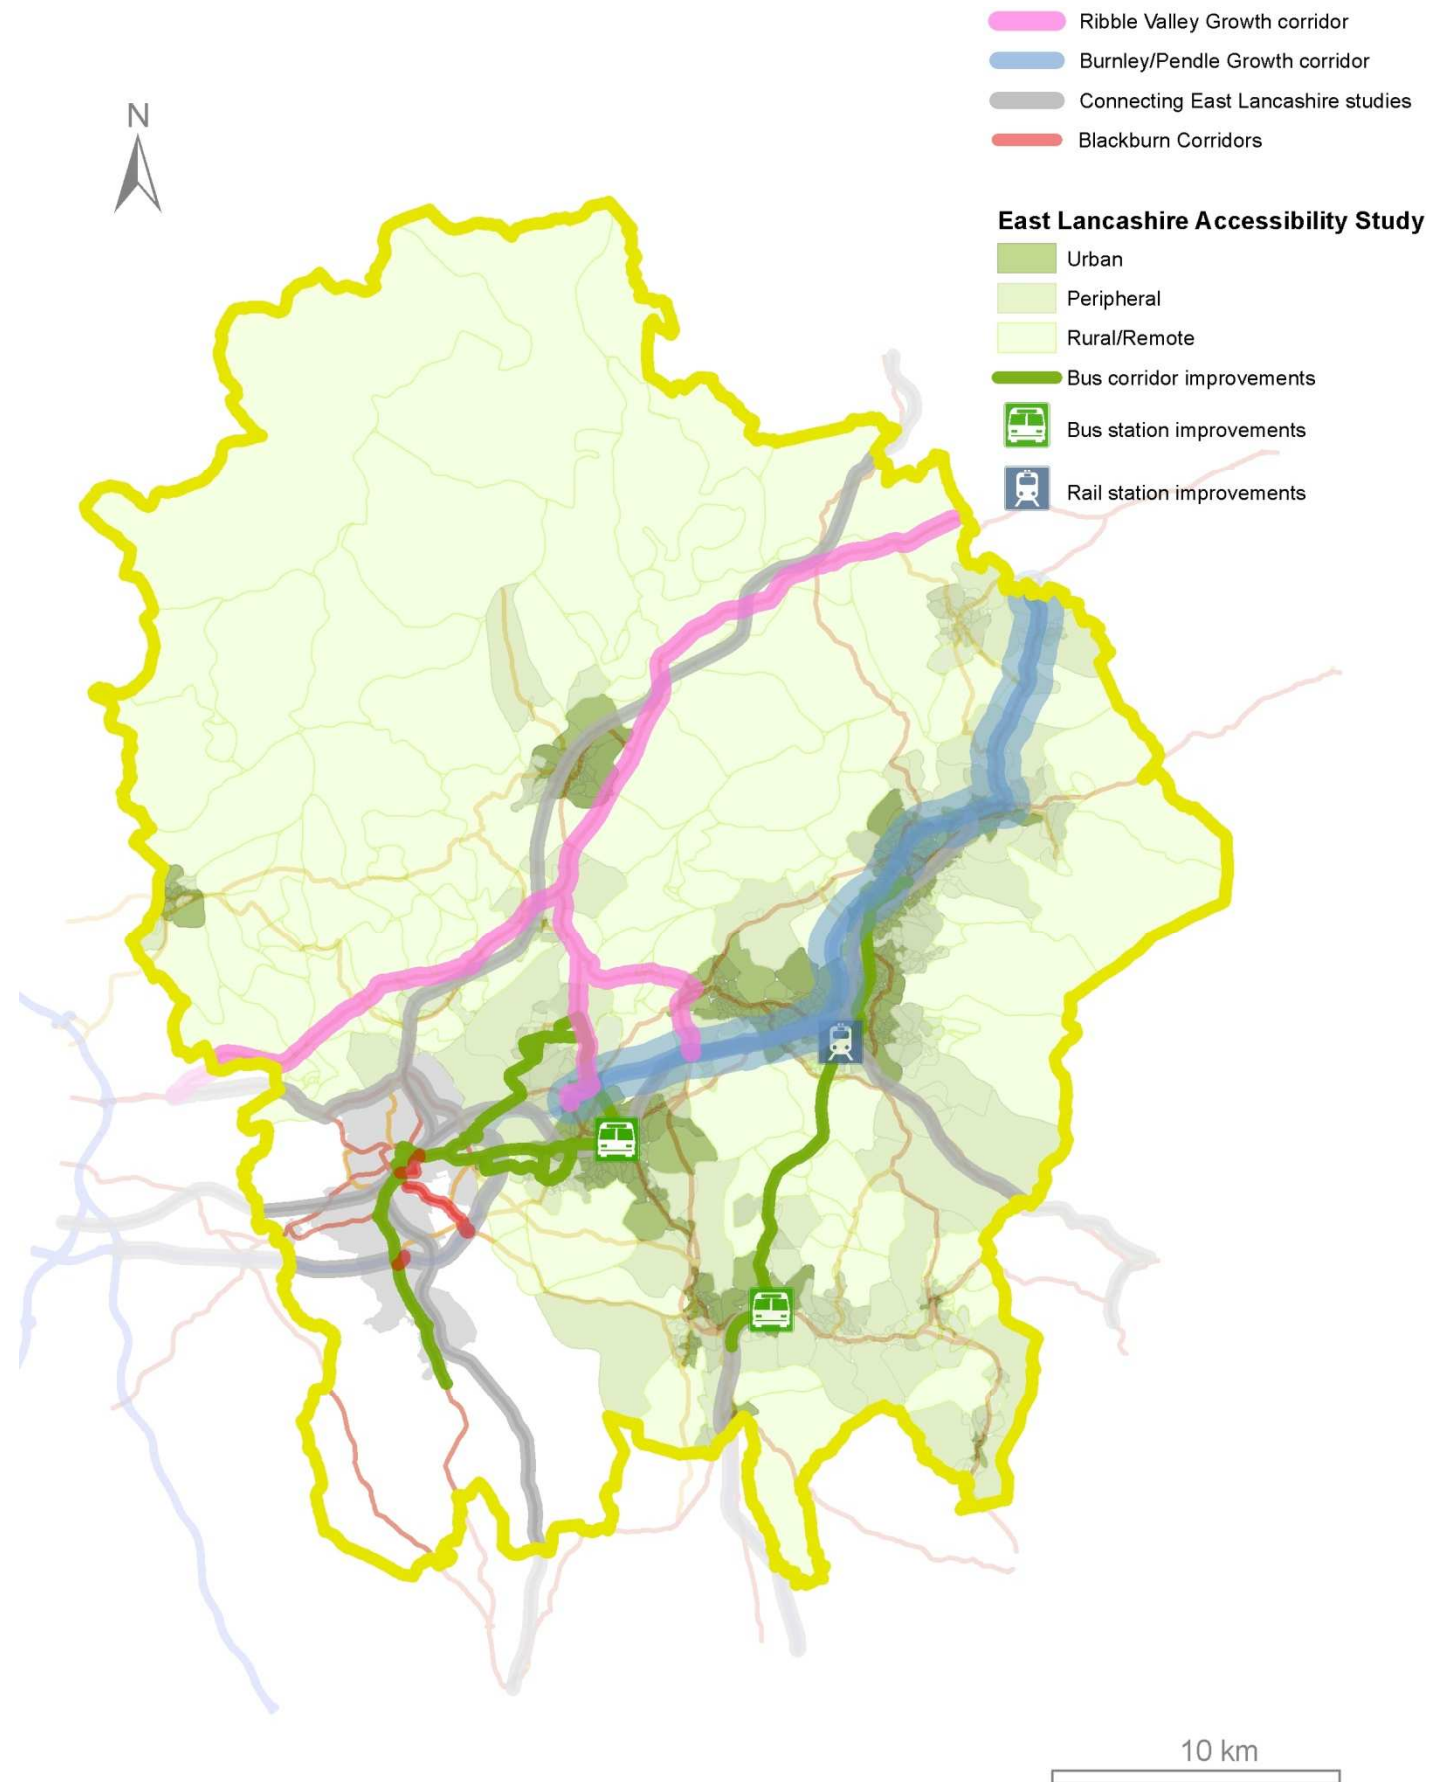 Ribble Valley Growth corridor
Burnley/Pendle Growth corridor
Connecting East Lancashire studies
Blackburn Corridors
N
East Lancashire Accessibility Study
Urban
Peripheral
Rural/Remote
Bus corridor improvements
Bus station improvements
Rail station improvements
10 km